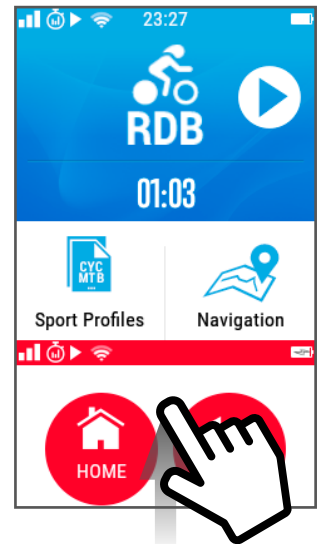 23:27
RDB
01:03
CYC
MTB
Sport Profiles
Navigation
HOME